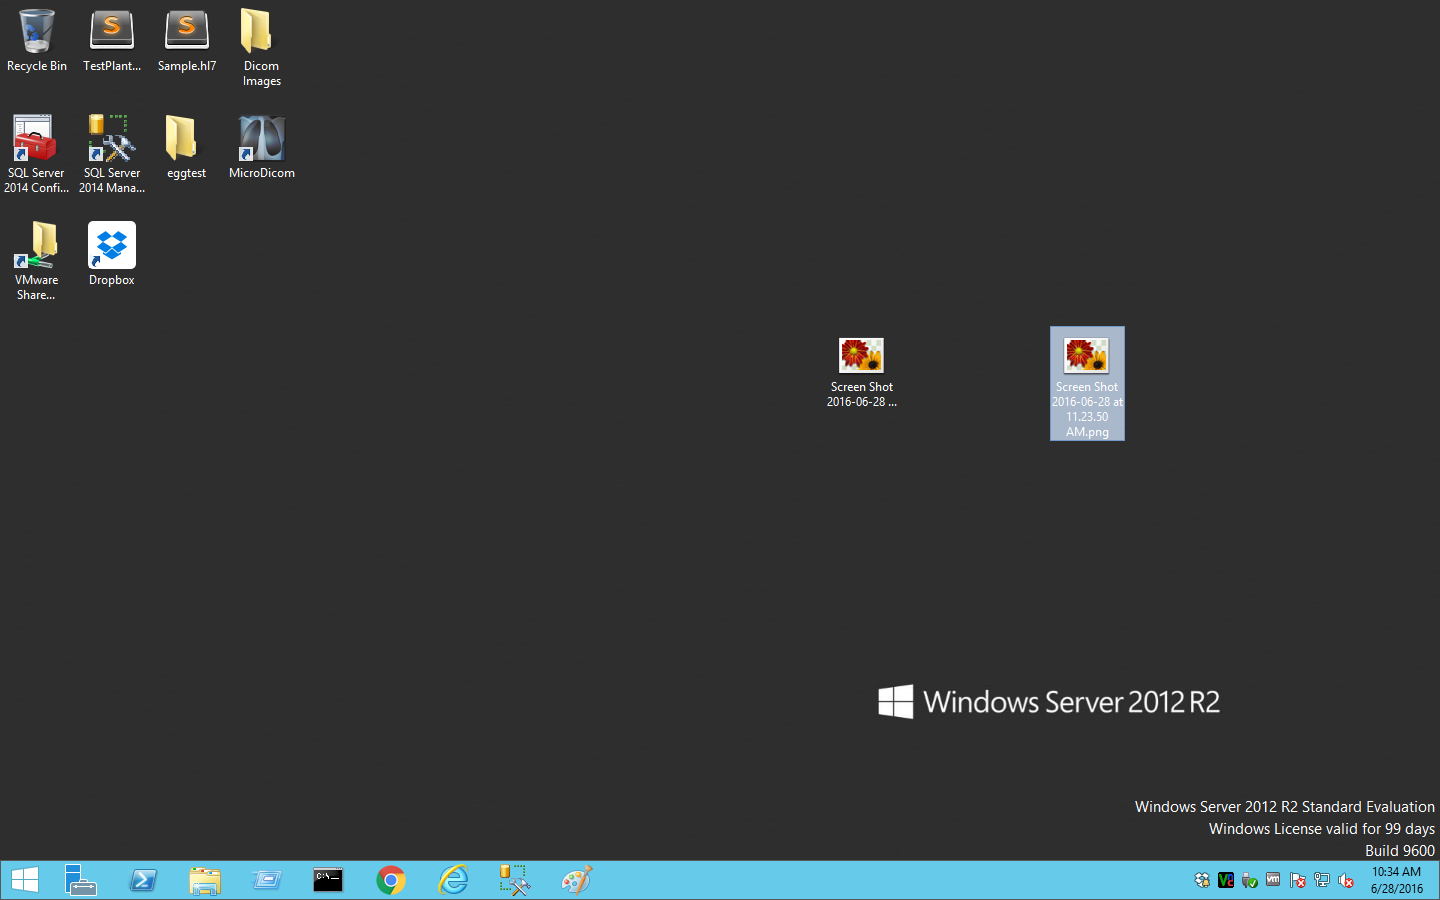 Recycle Bin
TestPlant...
Sample.hl7
Dicom
Images
SQL Server
2014 Confi...
SQL Server
2014 Mana...
eggtest
MicroDicom
VMware
Share...
Dropbox
Screen Shot
2016-06-28 ...
Screen Shot
2016-06-28 at
11.23.50
AM.png
Windows Server 2012 R2
Windows Server 2012 R2 Standard Evaluation
Windows License valid for 99 days
Build 9600
C:\_
vm
10:34 AM
6/28/2016